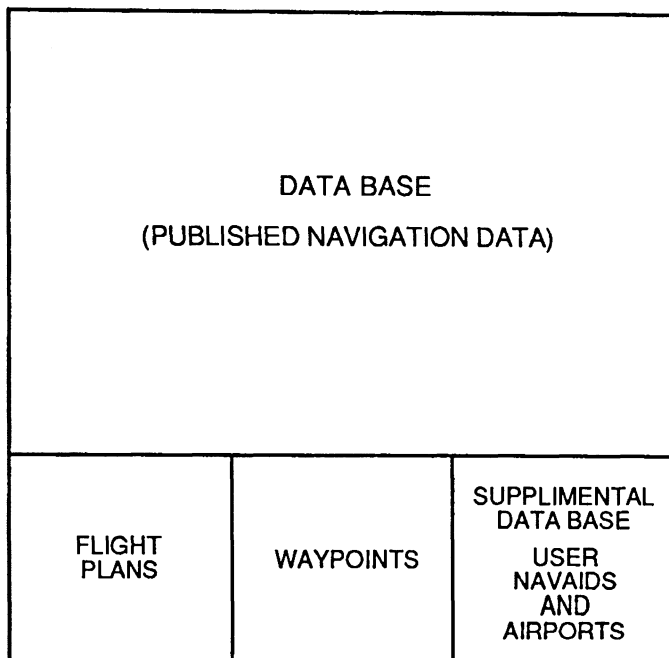 DATA BASE
(PUBLISHED NAVIGATION DATA)
FLIGHT
PLANS
WAYPOINTS
SUPPLIMENTAL
DATA BASE
USER
NAVAIDS
AND
AIRPORTS